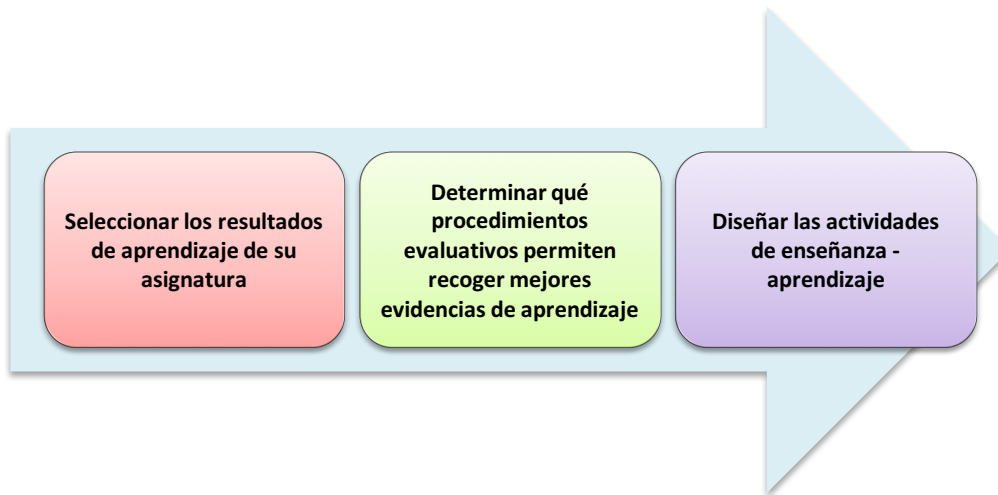 Seleccionar los resultados
de aprendizaje de su
asignatura
Determinar qué
procedimientos
evaluativos permiten
recoger mejores
evidencias de aprendizaje
Diseñar las actividades
de enseñanza -
aprendizaje